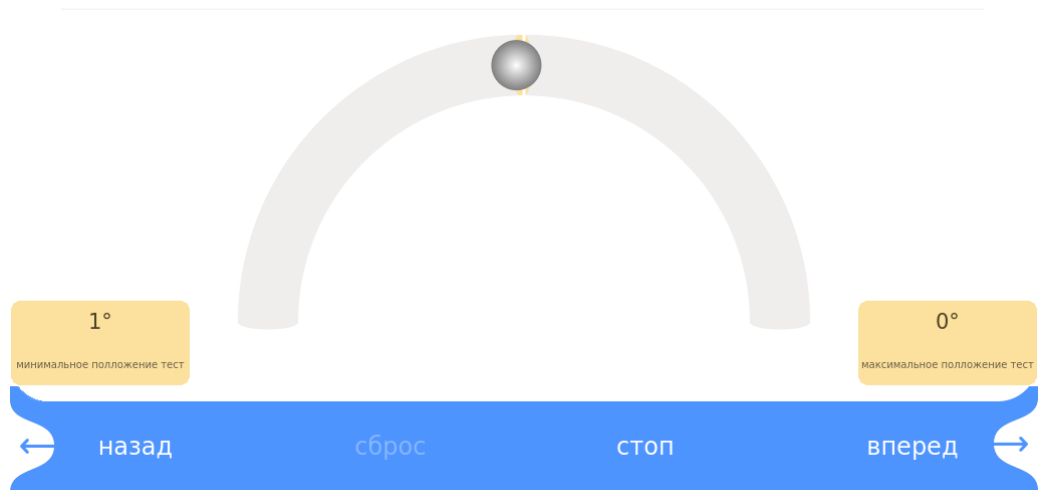 1°
минимальное полложение тест
0°
максимальное полложение тест
назад
сброс
стоп
вперед